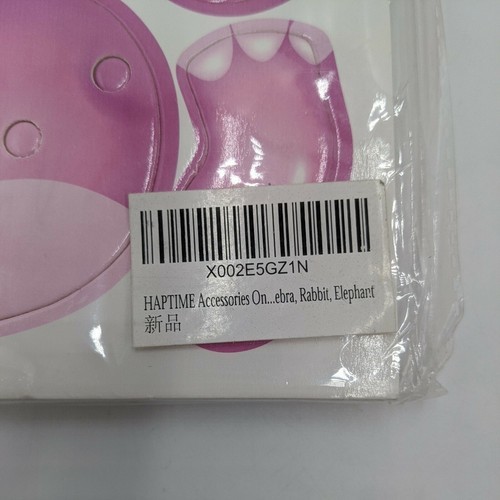 X002E5GZ1N
HAPTIME Accessories On...ebra, Rabbit, Elephant
新品